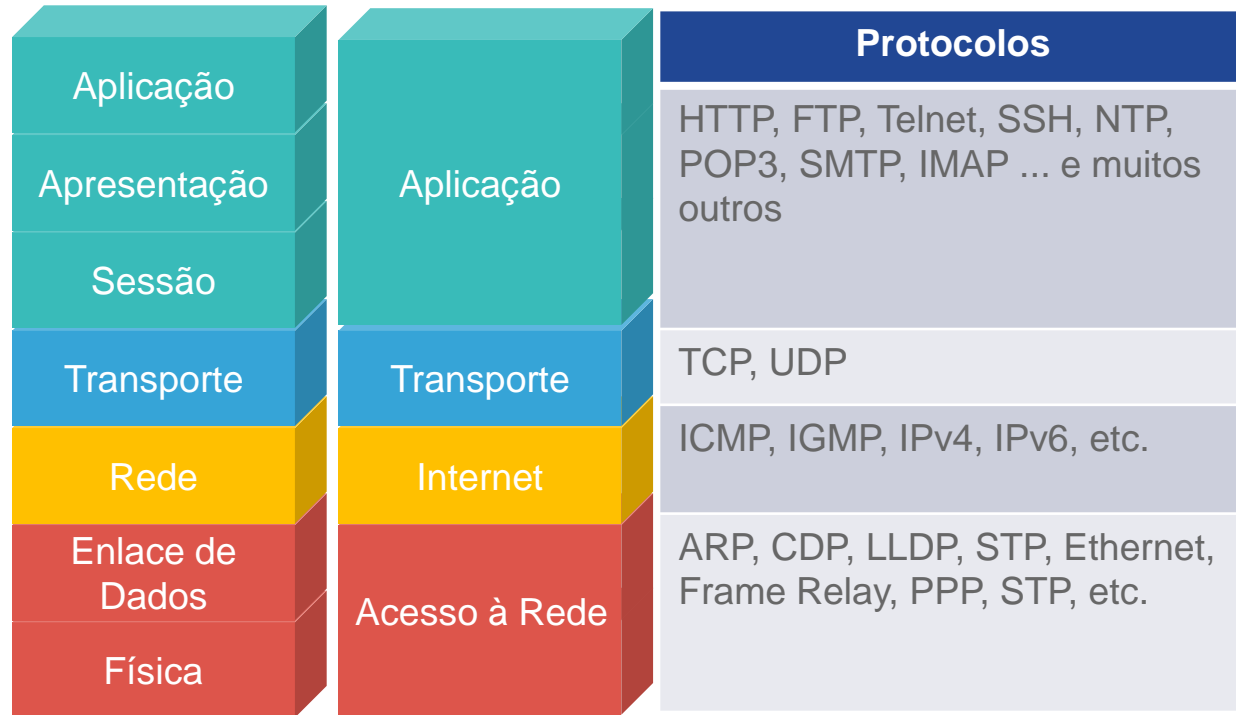 Aplicação
Apresentação
Sessão
Transporte
Rede
Enlace de
Dados
Física
Aplicação
Transporte
Internet
Acesso à Rede
Protocolos
HTTP, FTP, Telnet, SSH, NTP,
POP3, SMTP, IMAP ... e muitos
outros
TCP, UDP
ICMP, IGMP, IPv4, IPv6, etc.
ARP, CDP, LLDP, STP, Ethernet,
Frame Relay, PPP, STP, etc.